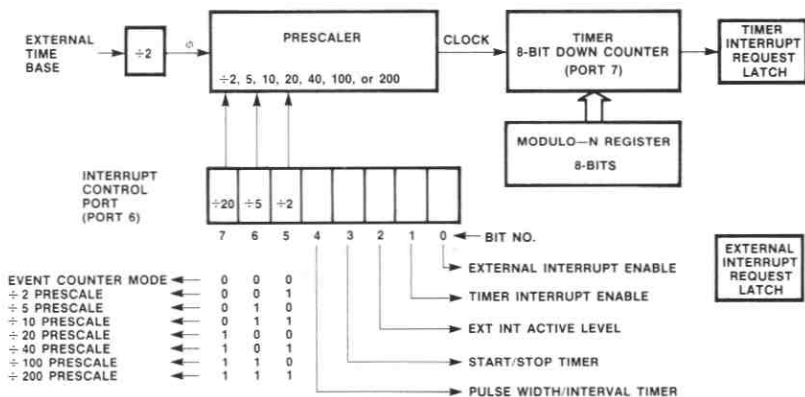 EXTERNAL
TIME
BASE
÷2
Φ
PRESCALER
÷2, 5, 10, 20, 40, 100, or 200
CLOCK
TIMER
8-BIT DOWN COUNTER
(PORT 7)
TIMER
INTERRUPT
REQUEST
LATCH
MODULO—N REGISTER
8-BITS
INTERRUPT
CONTROL
PORT
(PORT 6)
÷20 ÷5 ÷2
7 6 5 4 3 2 1 0 BIT NO.
EXTERNAL
INTERRUPT
REQUEST
LATCH
EXTERNAL INTERRUPT ENABLE
TIMER INTERRUPT ENABLE
EXT INT ACTIVE LEVEL
START/STOP TIMER
PULSE WIDTH/INTERVAL TIMER
EVENT COUNTER MODE 0 0 0
÷2 PRESCALE 0 0 1
÷5 PRESCALE 0 1 0
÷10 PRESCALE 0 1 1
÷20 PRESCALE 1 0 0
÷40 PRESCALE 1 0 1
÷100 PRESCALE 1 1 0
÷200 PRESCALE 1 1 1